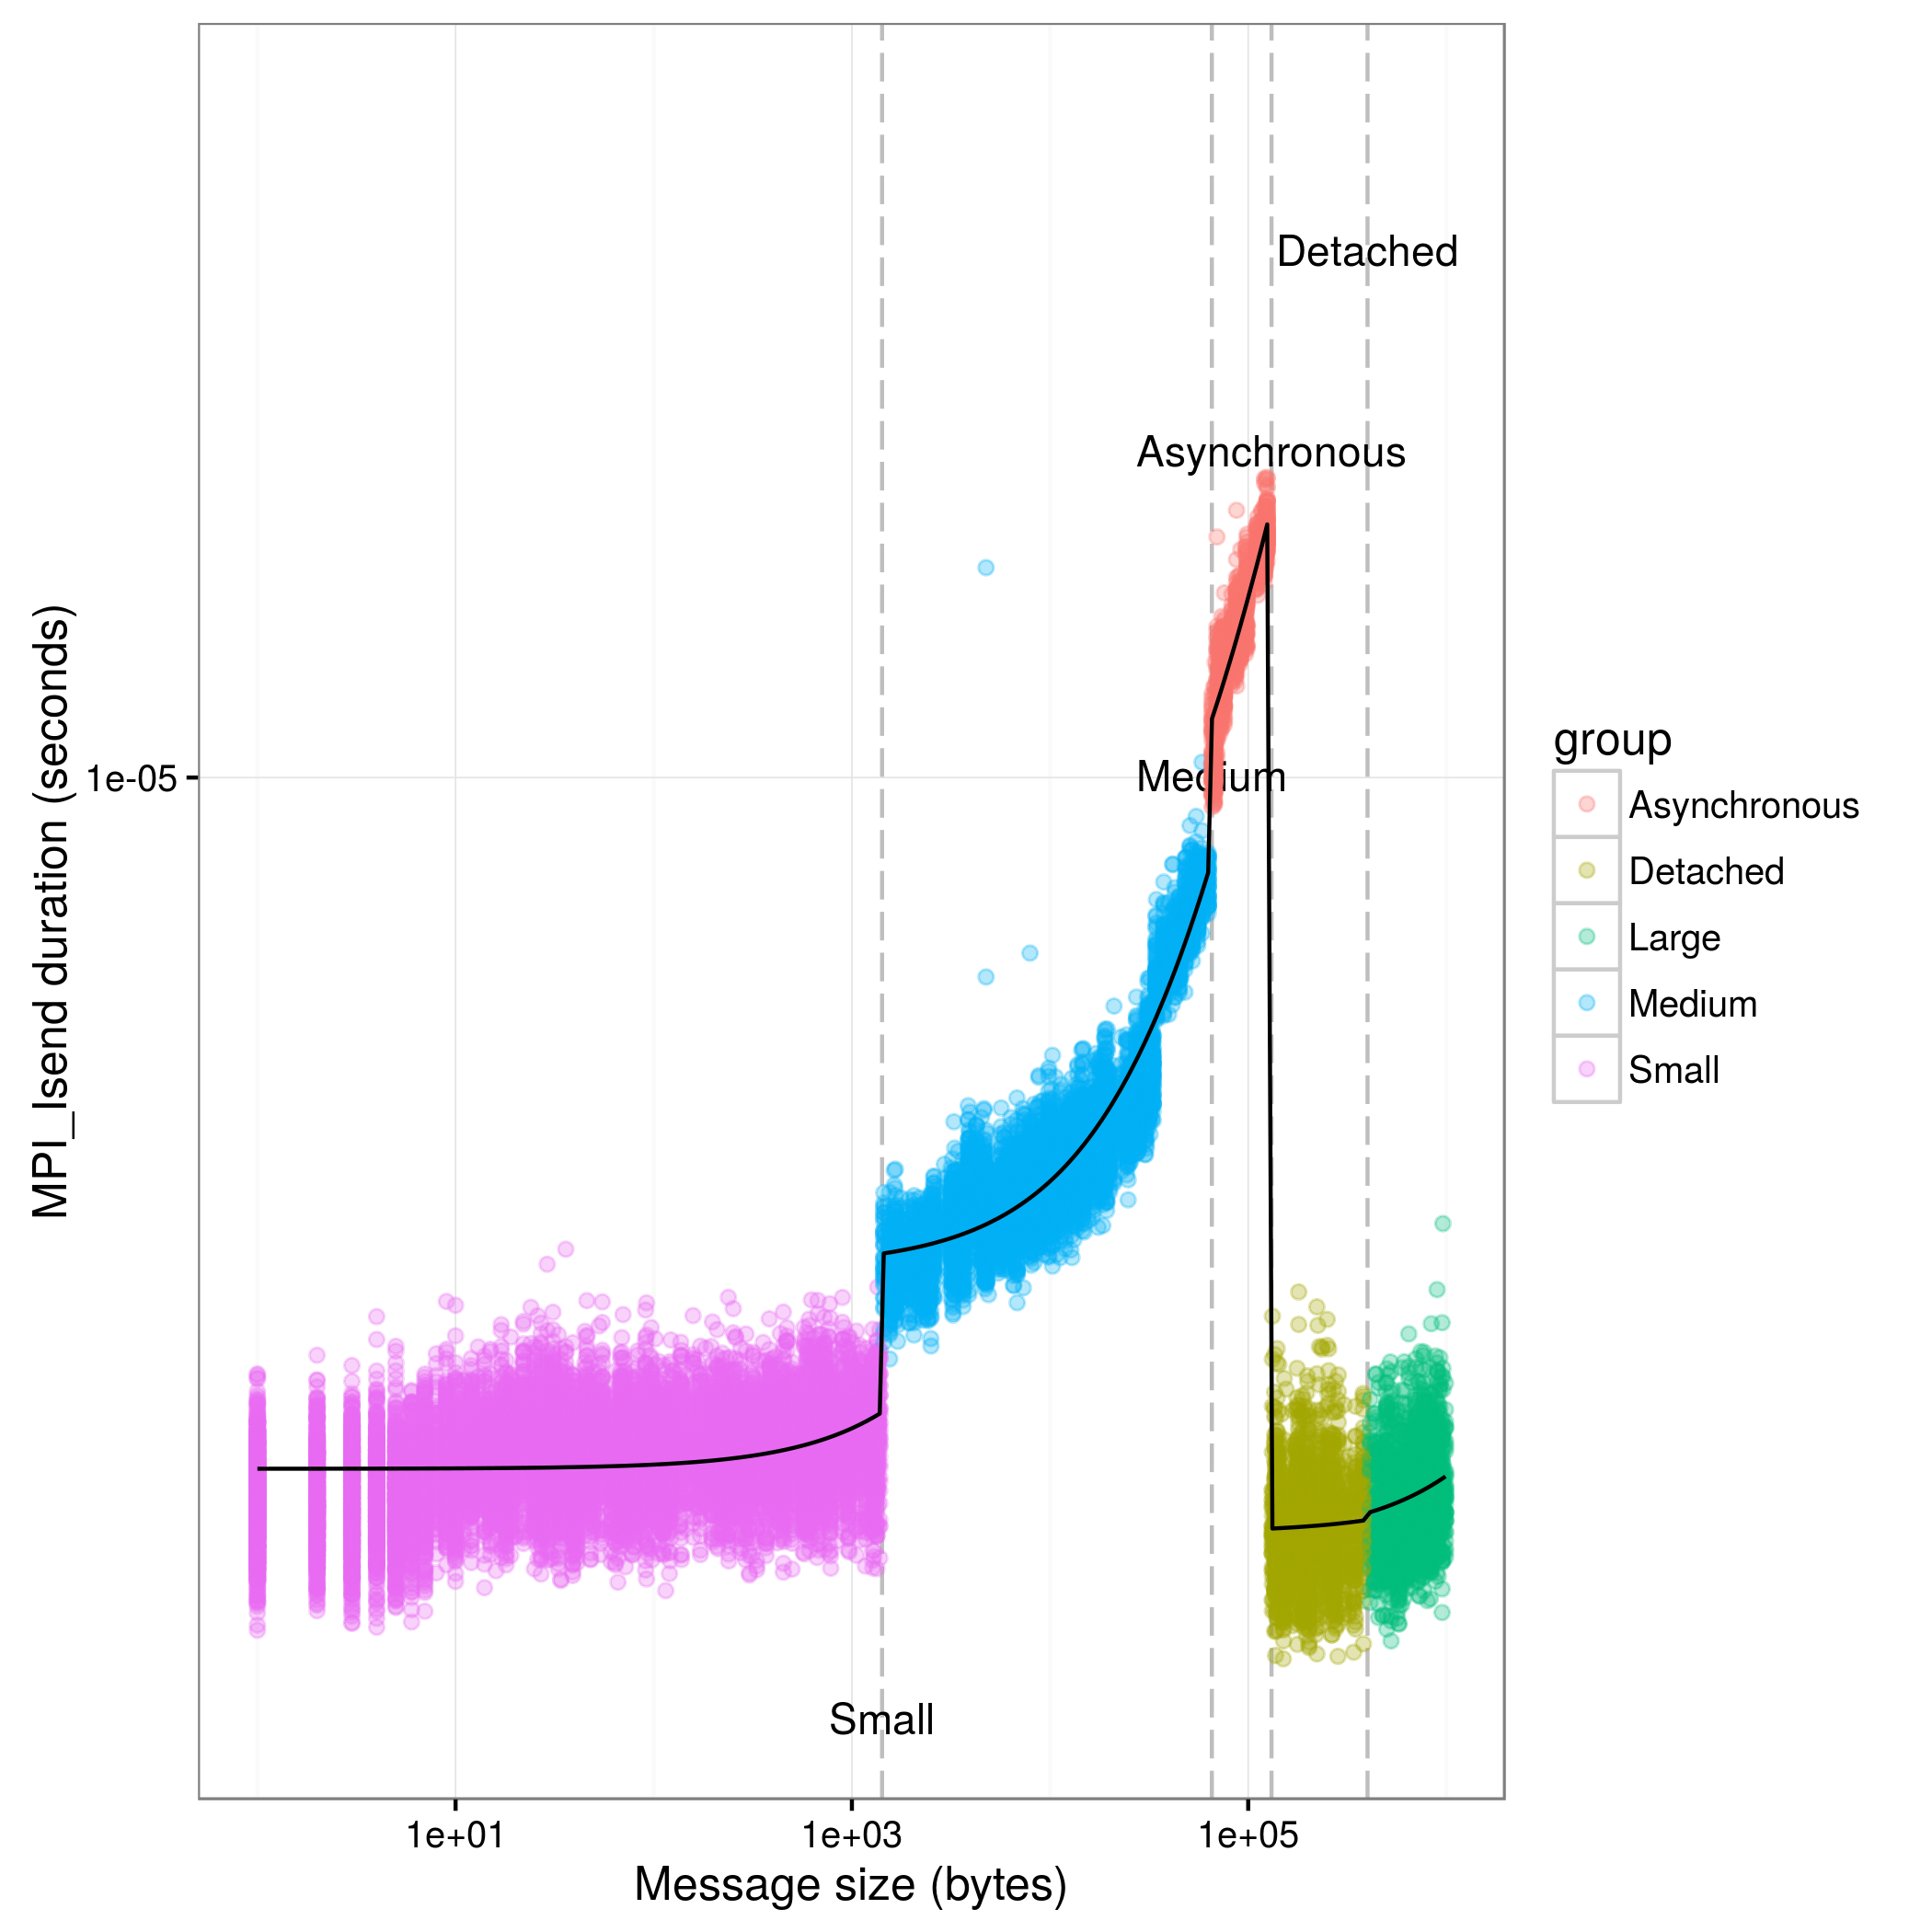 Detached
Asynchronous
Medium
Small
MPI_Isend duration (seconds)
1e-05
1e+01
1e+03
1e+05
Message size (bytes)
group
Asynchronous
Detached
Large
Medium
Small